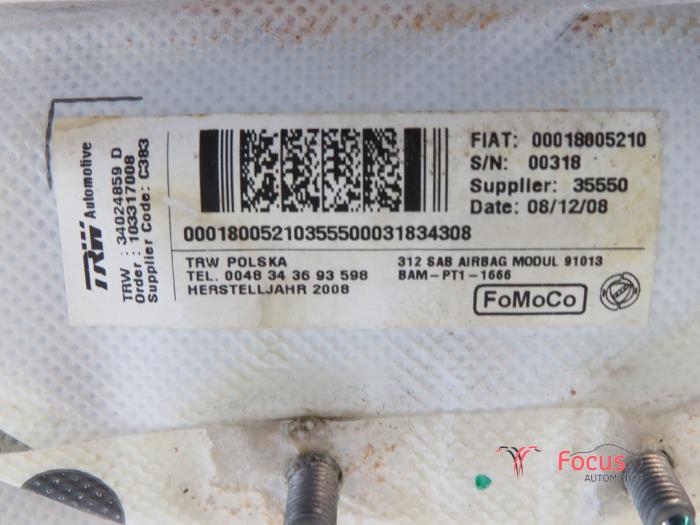 TRW Automotive
TRW : 34024859 D
Order : 103317008
Supplier Code: C383
FIAT: 00018005210
S/N: 00318
Supplier: 35550
Date: 08/12/08
00018005210355500031834308
TRW POLSKA
TEL. 0048 34 36 93 598
HERSTELLJAHR 2008
312 SAB AIRBAG MODUL 91013
BAM-PT1-1666
FoMoCo
Focus
AUTOMOTIVE